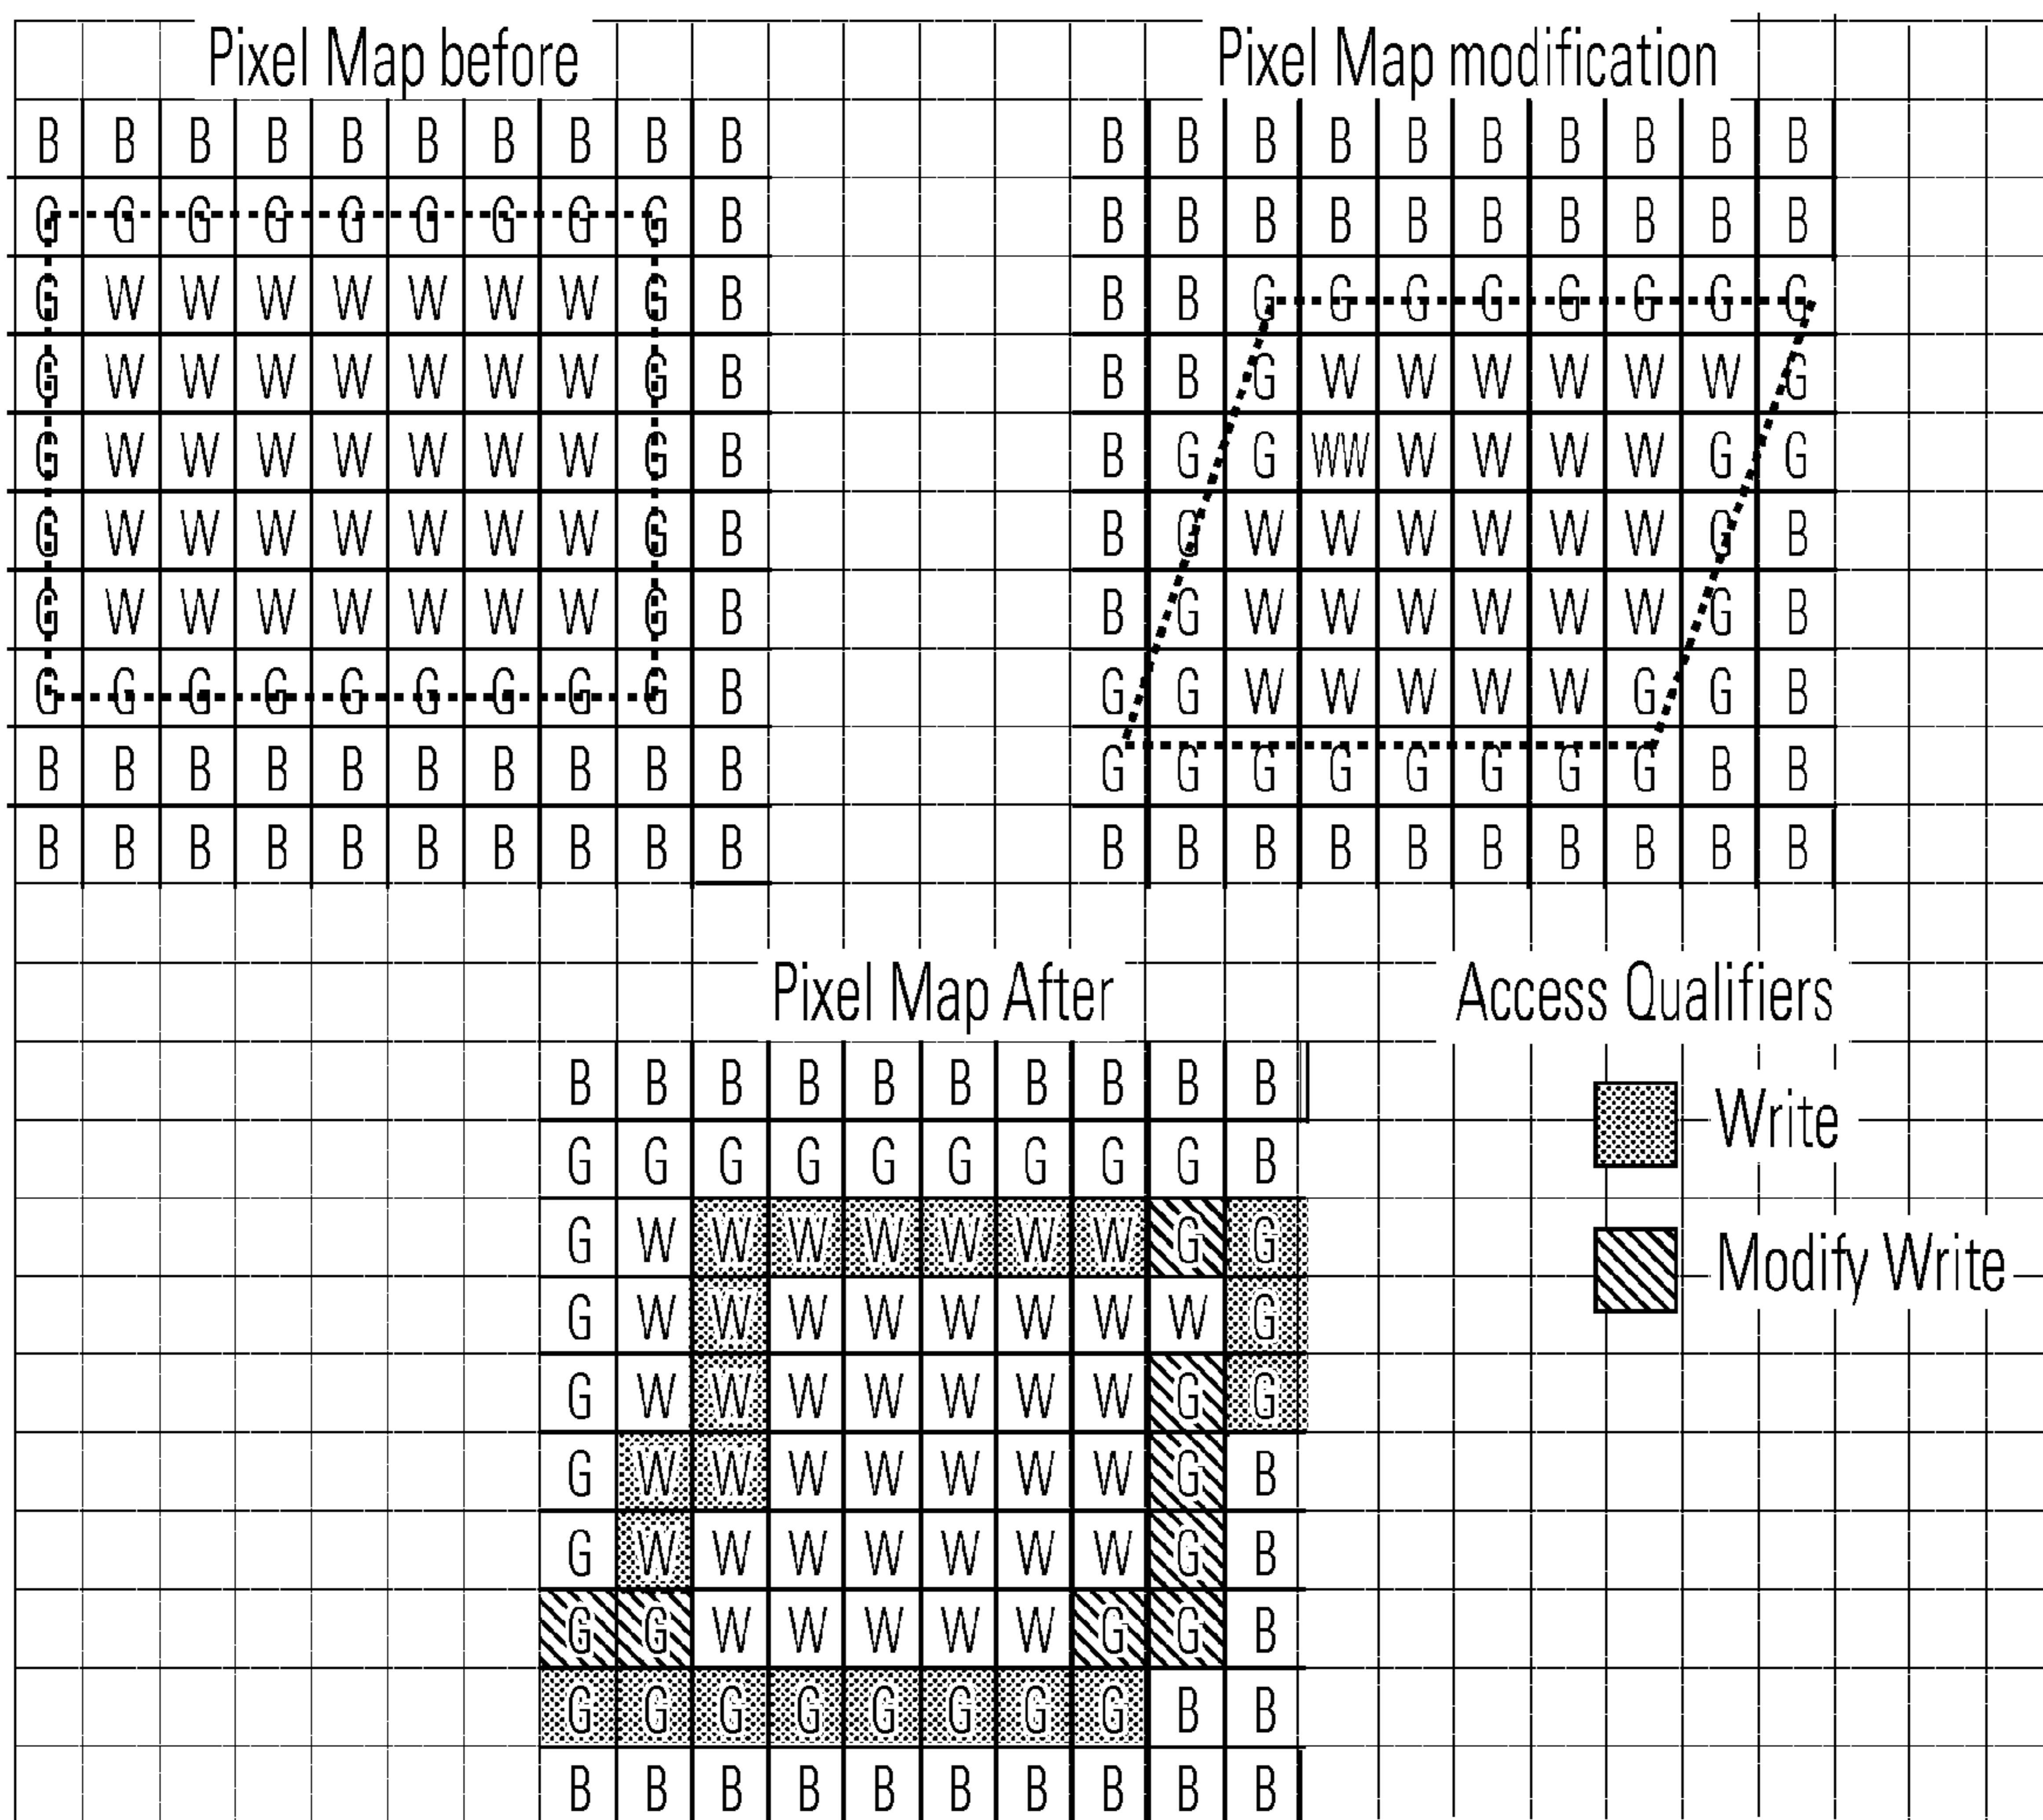 Pixel Map before
B B B B B B B B B B
G G G G G G G G G B
G W W W W W W W G B
G W W W W W W W G B
G W W W W W W W G B
G W W W W W W W G B
G W W W W W W W G B
G G G G G G G G G B
B B B B B B B B B B
B B B B B B B B B B
Pixel Map modification
B B B B B B B B B B
B B B B B B B B B B
B B G G G G G G G G
B B G W W W W W W G
B G G WW W W W W G G
B G W W W W W W G B
B G W W W W W W G B
G G W W W W W G G B
G G G G G G G G B B
B B B B B B B B B B
Pixel Map After
B B B B B B B B B B
G G G G G G G G G B
G W W W W W W W G G
G W W W W W W W W G
G W W W W W W W G G
G W W W W W W W G B
G W W W W W W W G B
G G W W W W W G G B
G G G G G G G G B B
B B B B B B B B B B
Access Qualifiers
Write
Modify Write